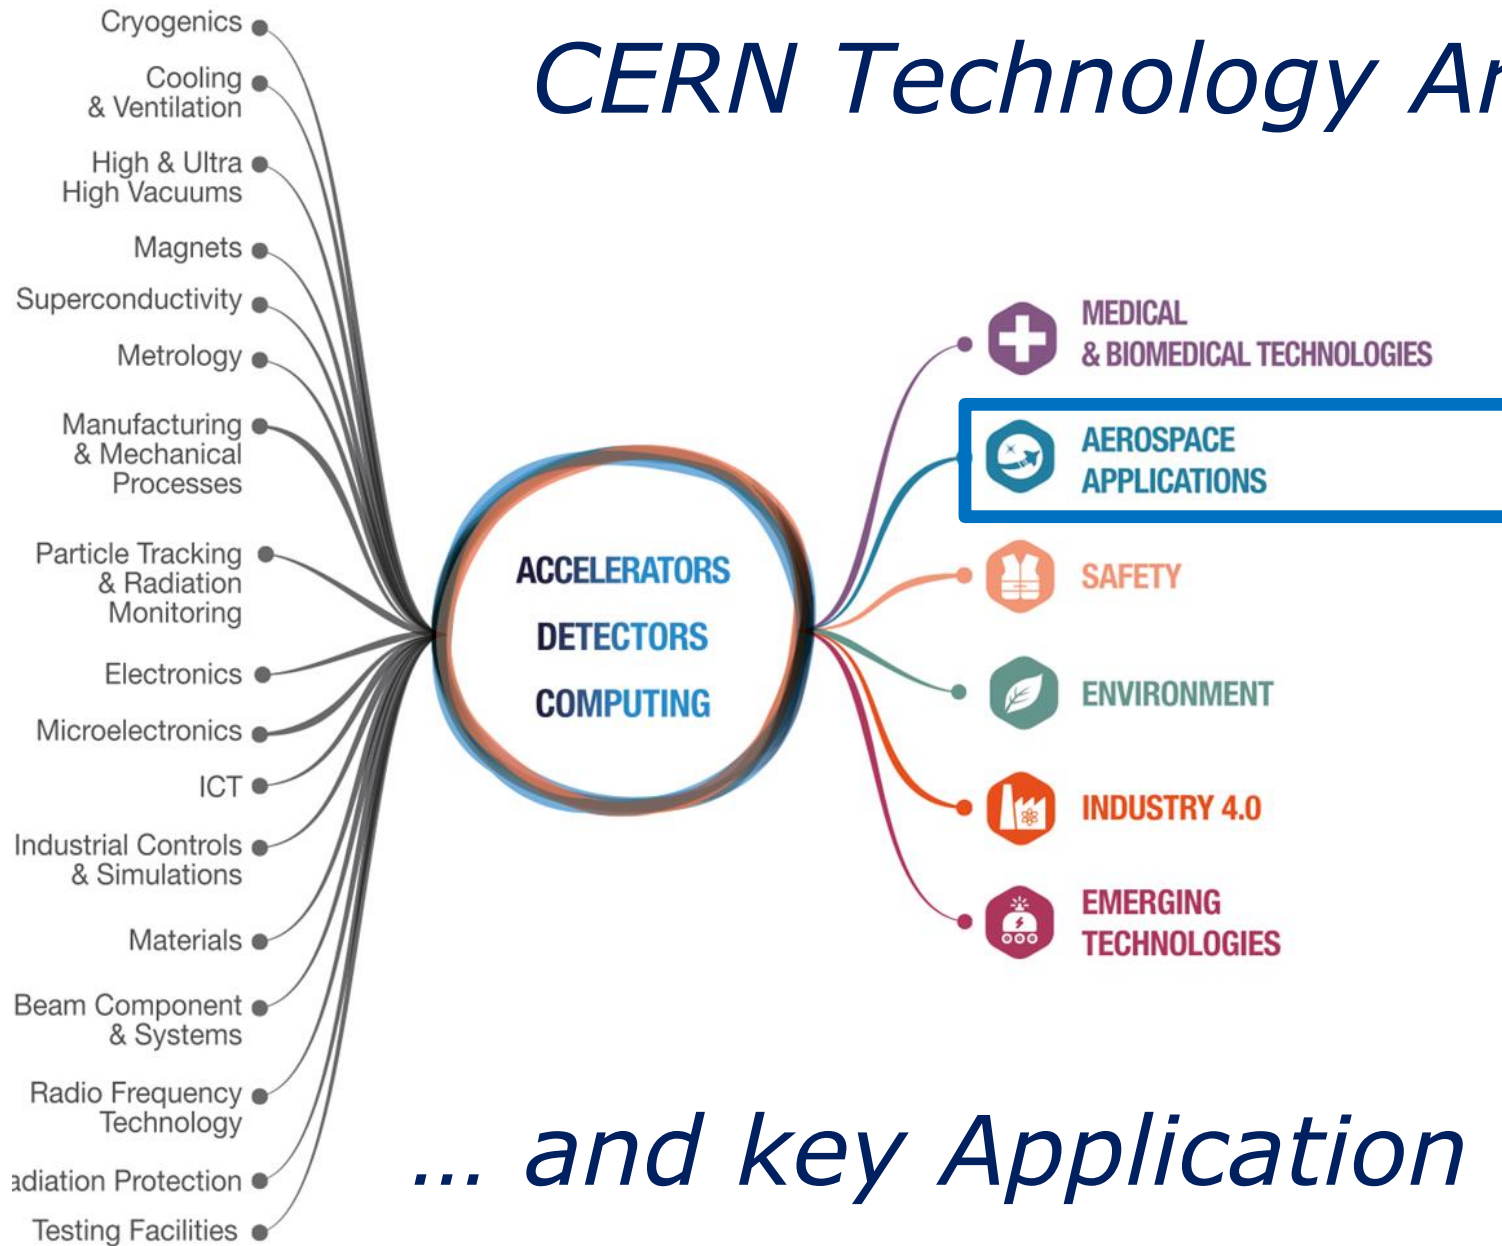 CERN Technology Ar
Cryogenics
Cooling
& Ventilation
High & Ultra
High Vacuums
Magnets
Superconductivity
Metrology
Manufacturing
& Mechanical
Processes
Particle Tracking
& Radiation
Monitoring
Electronics
Microelectronics
ICT
Industrial Controls
& Simulations
Materials
Beam Component
& Systems
Radio Frequency
Technology
adiation Protection
Testing Facilities
ACCELERATORS
DETECTORS
COMPUTING
MEDICAL
& BIOMEDICAL TECHNOLOGIES
AEROSPACE
APPLICATIONS
SAFETY
ENVIRONMENT
INDUSTRY 4.0
EMERGING
TECHNOLOGIES
... and key Application